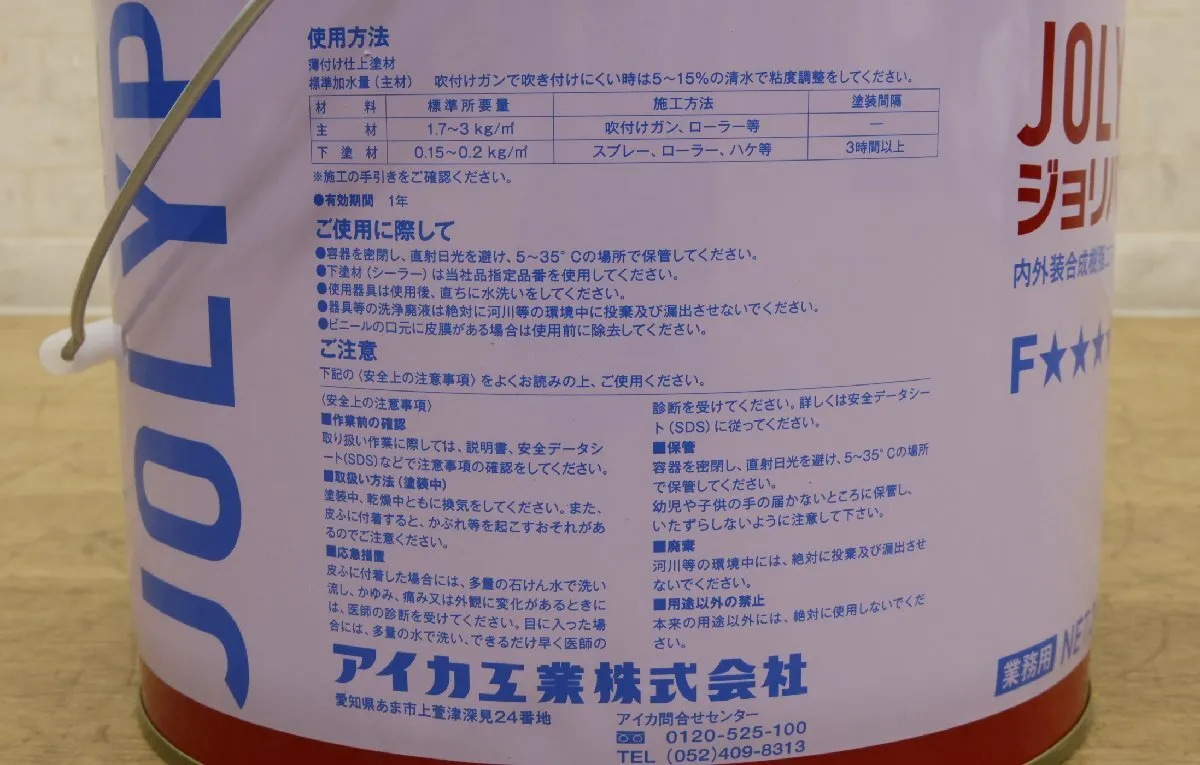 JOLYP
使用方法
薄付け仕上塗材
標準加水量（主材） 吹付けガンで吹き付けにくい時は5～15%の清水で粘度調整をしてください。
材料 標準所要量 施工方法 塗装間隔
主材 1.7～3 kg/㎡ 吹付けガン、ローラー等 ―
下塗材 0.15～0.2 kg/㎡ スプレー、ローラー、ハケ等 3時間以上
※施工の手引きをご確認ください。
●有効期間 1年
ご使用に際して
●容器を密閉し、直射日光を避け、5～35°Cの場所で保管してください。
●下塗材（シーラー）は当社品指定品番を使用してください。
●使用器具は使用後、直ちに水洗いをしてください。
●器具等の洗浄廃液は絶対に河川等の環境中に投棄及び漏出させないでください。
●ビニールの口元に皮膜がある場合は使用前に除去してください。
ご注意
下記の〈安全上の注意事項〉をよくお読みの上、ご使用ください。
〈安全上の注意事項〉
■作業前の確認
取り扱い作業に際しては、説明書、安全データシ
ート(SDS)などで注意事項の確認をしてください。
■取扱い方法（塗装中）
塗装中、乾燥中ともに換気をしてください。また、
皮ふに付着すると、かぶれ等を起こすおそれがあ
るのでご注意ください。
■応急措置
皮ふに付着した場合には、多量の石けん水で洗い
流し、かゆみ、痛み又は外観に変化があるときに
は、医師の診断を受けてください。目に入った場
合には、多量の水で洗い、できるだけ早く医師の
診断を受けてください。詳しくは安全データシー
ト（SDS）に従ってください。
■保管
容器を密閉し、直射日光を避け、5～35°Cの場所
で保管してください。
幼児や子供の手の届かないところに保管し、
いたずらしないように注意して下さい。
■廃棄
河川等の環境中には、絶対に投棄及び漏出させ
ないでください。
■用途以外の禁止
本来の用途以外には、絶対に使用しないでくだ
さい。
アイカ工業株式会社
愛知県あま市上萱津深見24番地
アイカ問合せセンター
0120-525-100
TEL (052)409-8313
JOLY
ジョリ
内外装合成樹脂
F★★★
業務用 NET